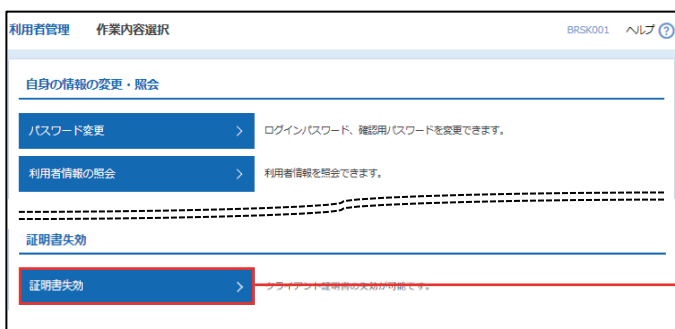 利用者管理 作業内容選択 BRSK001 ヘルプ ?
自身の情報の変更・照会
パスワード変更 ログインパスワード、確認用パスワードを変更できます。
利用者情報の照会 利用者情報を照会できます。
証明書失効
証明書失効 クライアント証明書の失効が可能です。